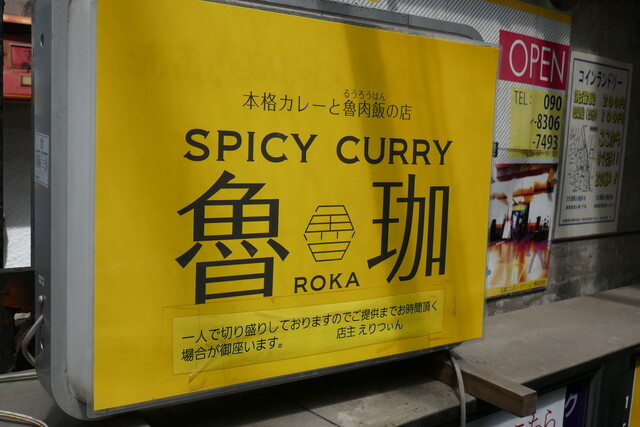 るうろうはん
本格カレーと魯肉飯の店
SPICY CURRY
魯珈
ROKA
一人で切り盛りしておりますのでご提供までお時間頂く
場合が御座います。 店主 えりつぃん
OPEN
TEL: 090
-8306
-7493
コインランドリー